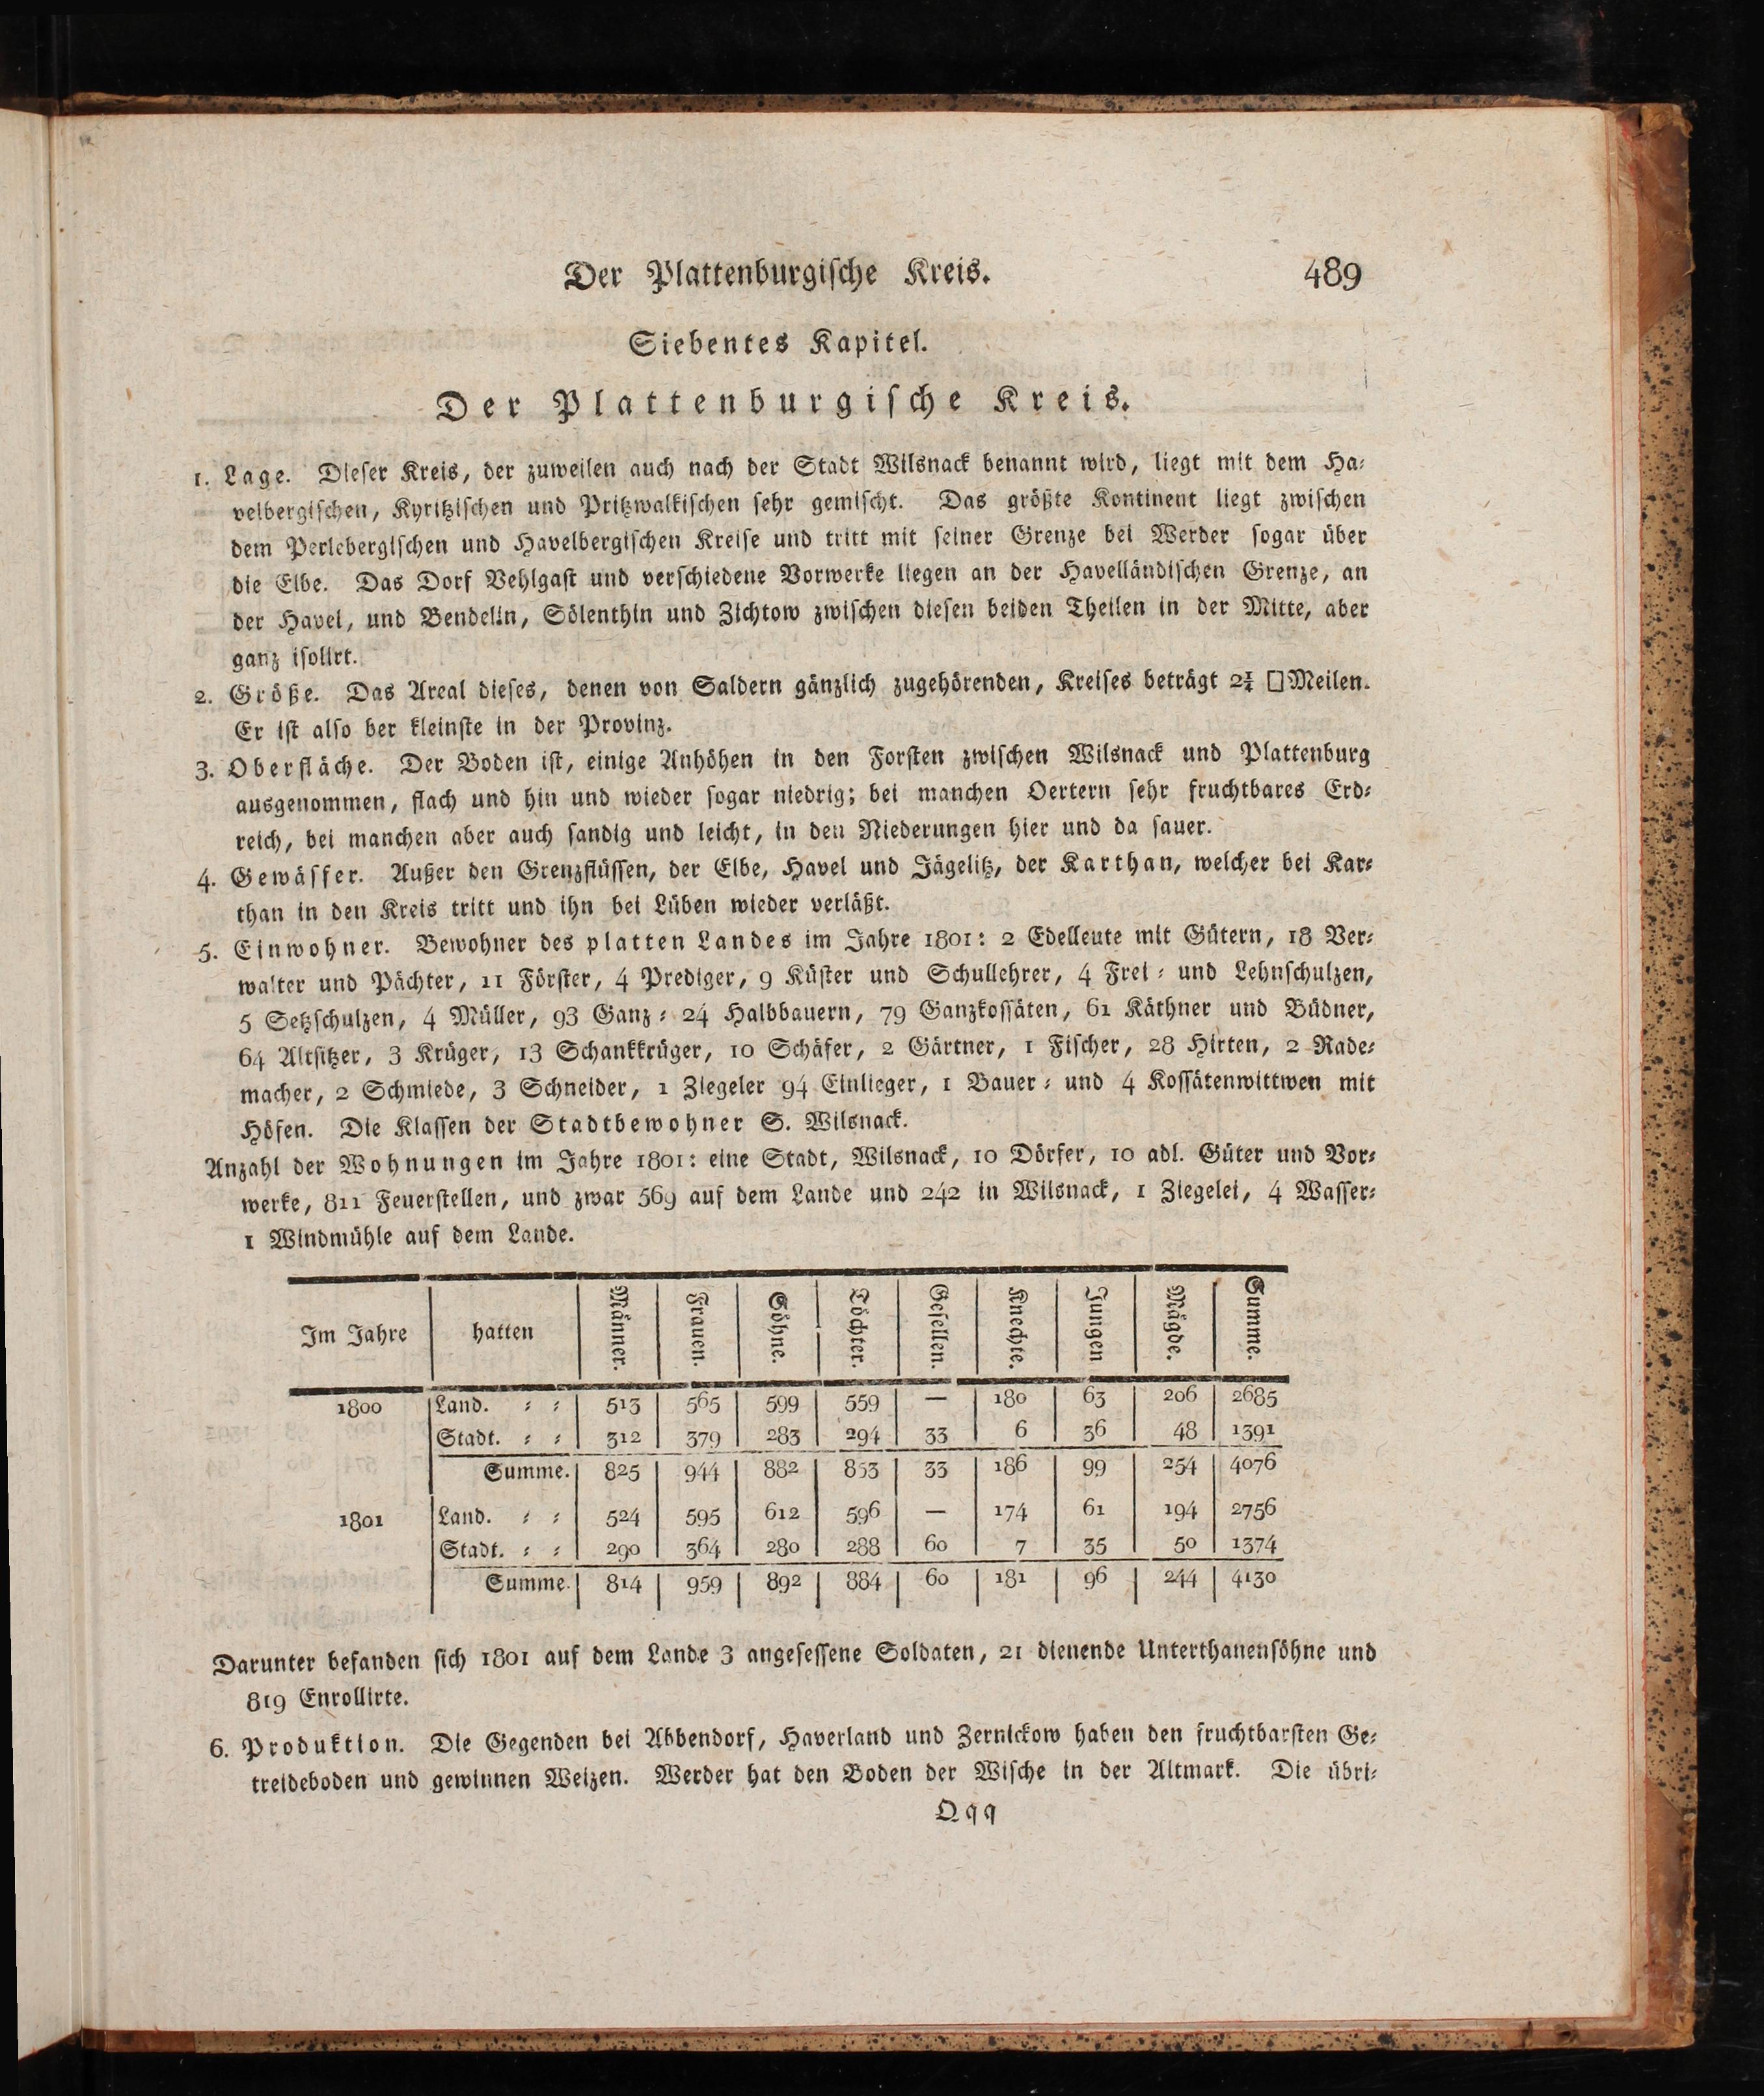 Der Plattenburgische Kreis. 489
Siebentes Kapitel.
Der Plattenburgische Kreis.
1. Lage. Dieser Kreis, der zuweilen auch nach der Stadt Wilsnack benannt wird, liegt mit dem Ha⸗
velbergischen, Kyritzischen und Pritzwalkischen sehr gemischt. Das größte Kontinent liegt zwischen
dem Perlebergischen und Havelbergischen Kreise und tritt mit seiner Grenze bei Werder sogar über
die Elbe. Das Dorf Vehlgast und verschiedene Vorwerke liegen an der Havelländischen Grenze, an
der Havel, und Bendelin, Sölenthin und Zichtow zwischen diesen beiden Theilen in der Mitte, aber
ganz isolirt.
2. Größe. Das Areal dieses, denen von Saldern gänzlich zugehörenden, Kreises beträgt □Meilen.
Er ist also ber kleinste in der Provinz.
3. Oberfläche. Der Boden ist, einige Anhöhen in den Forsten zwischen Wilsnack und Plattenburg
ausgenommen, flach und hin und wieder sogar niedrig; bei manchen Oertern sehr fruchtbares Erd⸗
reich, bei manchen aber auch sandig und leicht, in den Niederungen hier und da sauer.
4. Gewässer. Außer den Grenzflüssen, der Elbe, Havel und Jägelitz, der Karthan, welcher bei Kar⸗
than in den Kreis tritt und ihn bei Lüben wieder verläßt.
5. Einwohner. Bewohner des platten Landes im Jahre 1801: 2 Edelleute mit Gütern, 18 Ver⸗
walter und Pächter, 11 Förster, 4 Prediger, 9 Küster und Schullehrer, 4 Frei⸗ und Lehnschulzen,
5 Setzschulzen, 4 Müller, 93 Ganz⸗ 24 Halbbauern, 79 Ganzkossäten, 61 Käthner und Büdner,
64 Altsitzer, 3 Krüger, 13 Schankkrüger, 10 Schäfer, 2 Gärtner, 1 Fischer, 28 Hirten, 2 Rade⸗
macher, 2 Schmiede, 3 Schneider, 1 Ziegeler 94 Einlieger, 1 Bauer⸗ und 4 Kossätenwittwen mit
Höfen. Die Klassen der Stadtbewohner S. Wilsnack.
Anzahl der Wohnungen im Jahre 1801: eine Stadt, Wilsnack, 10 Dörfer, 10 adl. Güter und Vor⸗
werke, 811 Feuerstellen, und zwar 569 auf dem Lande und 242 in Wilsnack, 1 Ziegelei, 4 Wasser⸗
1 Windmühle auf dem Lande.
Im Jahre hatten Männer. Frauen. Söhne. Töchter. Gesellen. Knechte. Jungen Mägde. Summe.
1800 Land. ⸗ ⸗ 513 565 599 559 — 180 63 206 2685
Stadt. ⸗ ⸗ 312 379 283 294 33 6 36 48 1391
Summe. 825 944 882 853 33 186 99 254 4076
1801 Land. ⸗ ⸗ 524 595 612 596 — 174 61 194 2756
Stadt. ⸗ ⸗ 290 364 280 288 60 7 35 50 1374
Summe. 814 959 892 884 60 181 96 244 4130
Darunter befanden sich 1801 auf dem Lande 3 angesessene Soldaten, 21 dienende Unterthanensöhne und
819 Enrollirte.
6. Produktion. Die Gegenden bei Abbendorf, Haverland und Zernickow haben den fruchtbarsten Ge⸗
treideboden und gewinnen Weizen. Werder hat den Boden der Wische in der Altmark. Die übri⸗
Qqq